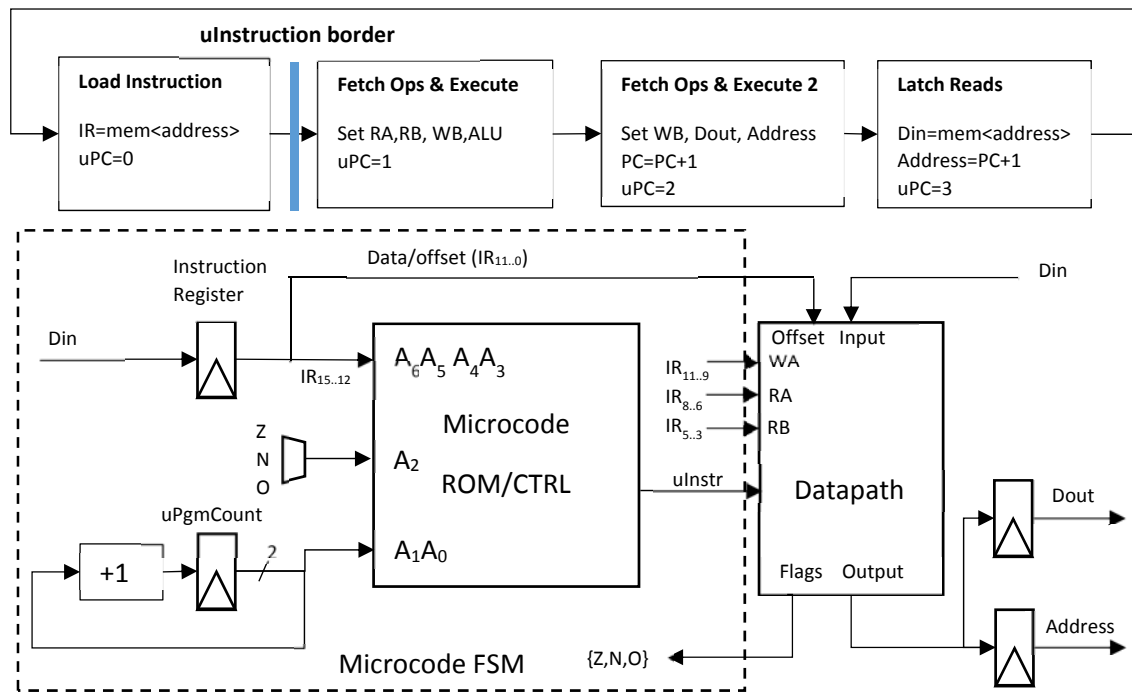 uInstruction border
Load Instruction
IR=mem<address>
uPC=0
Fetch Ops & Execute
Set RA,RB, WB,ALU
uPC=1
Fetch Ops & Execute 2
Set WB, Dout, Address
PC=PC+1
uPC=2
Latch Reads
Din=mem<address>
Address=PC+1
uPC=3
Data/offset (IR11..0)
Instruction
Register
Din
IR15..12
A6A5 A4A3
Microcode
ROM/CTRL
Z
N
O
A2
uPgmCount
+1
2
A1A0
Microcode FSM
Din
Offset Input
IR11..9
WA
IR8..6
RA
IR5..3
RB
uInstr
Datapath
Flags Output
{Z,N,O}
Dout
Address